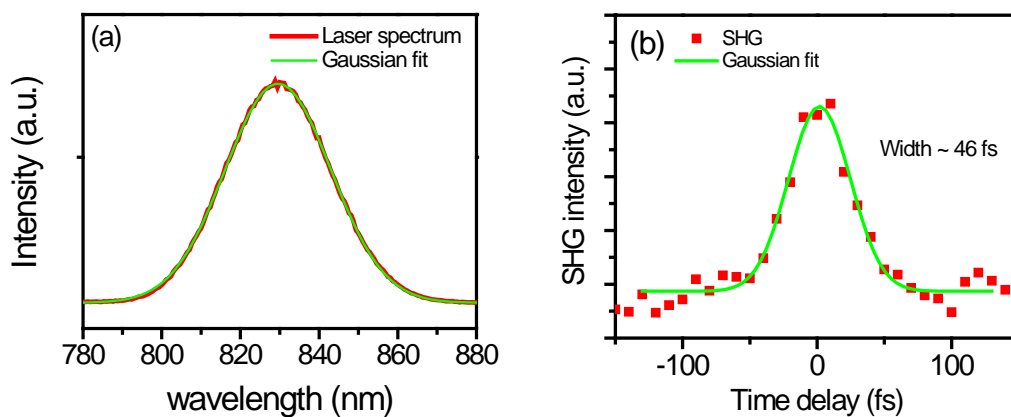 (a)
Laser spectrum
Gaussian fit
Intensity (a.u.)
780 800 820 840 860 880
wavelength (nm)
(b)
SHG
Gaussian fit
Width ~ 46 fs
SHG intensity (a.u.)
-100 0 100
Time delay (fs)